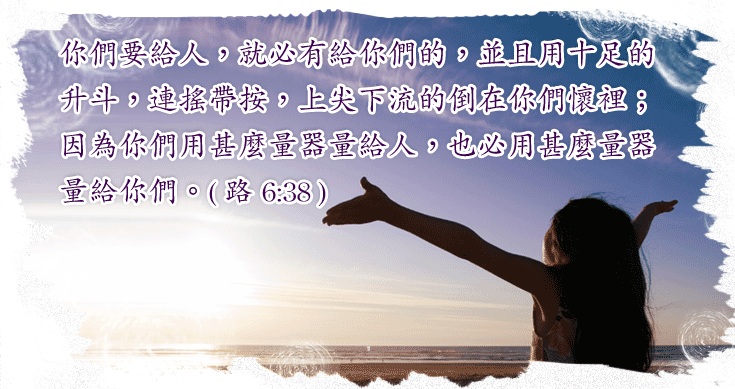 你們要給人，就必有給你們的，並且用十足的
升斗，連搖帶按，上尖下流的倒在你們懷裡；
因為你們用甚麼量器量給人，也必用甚麼量器
量給你們。( 路 6:38 )